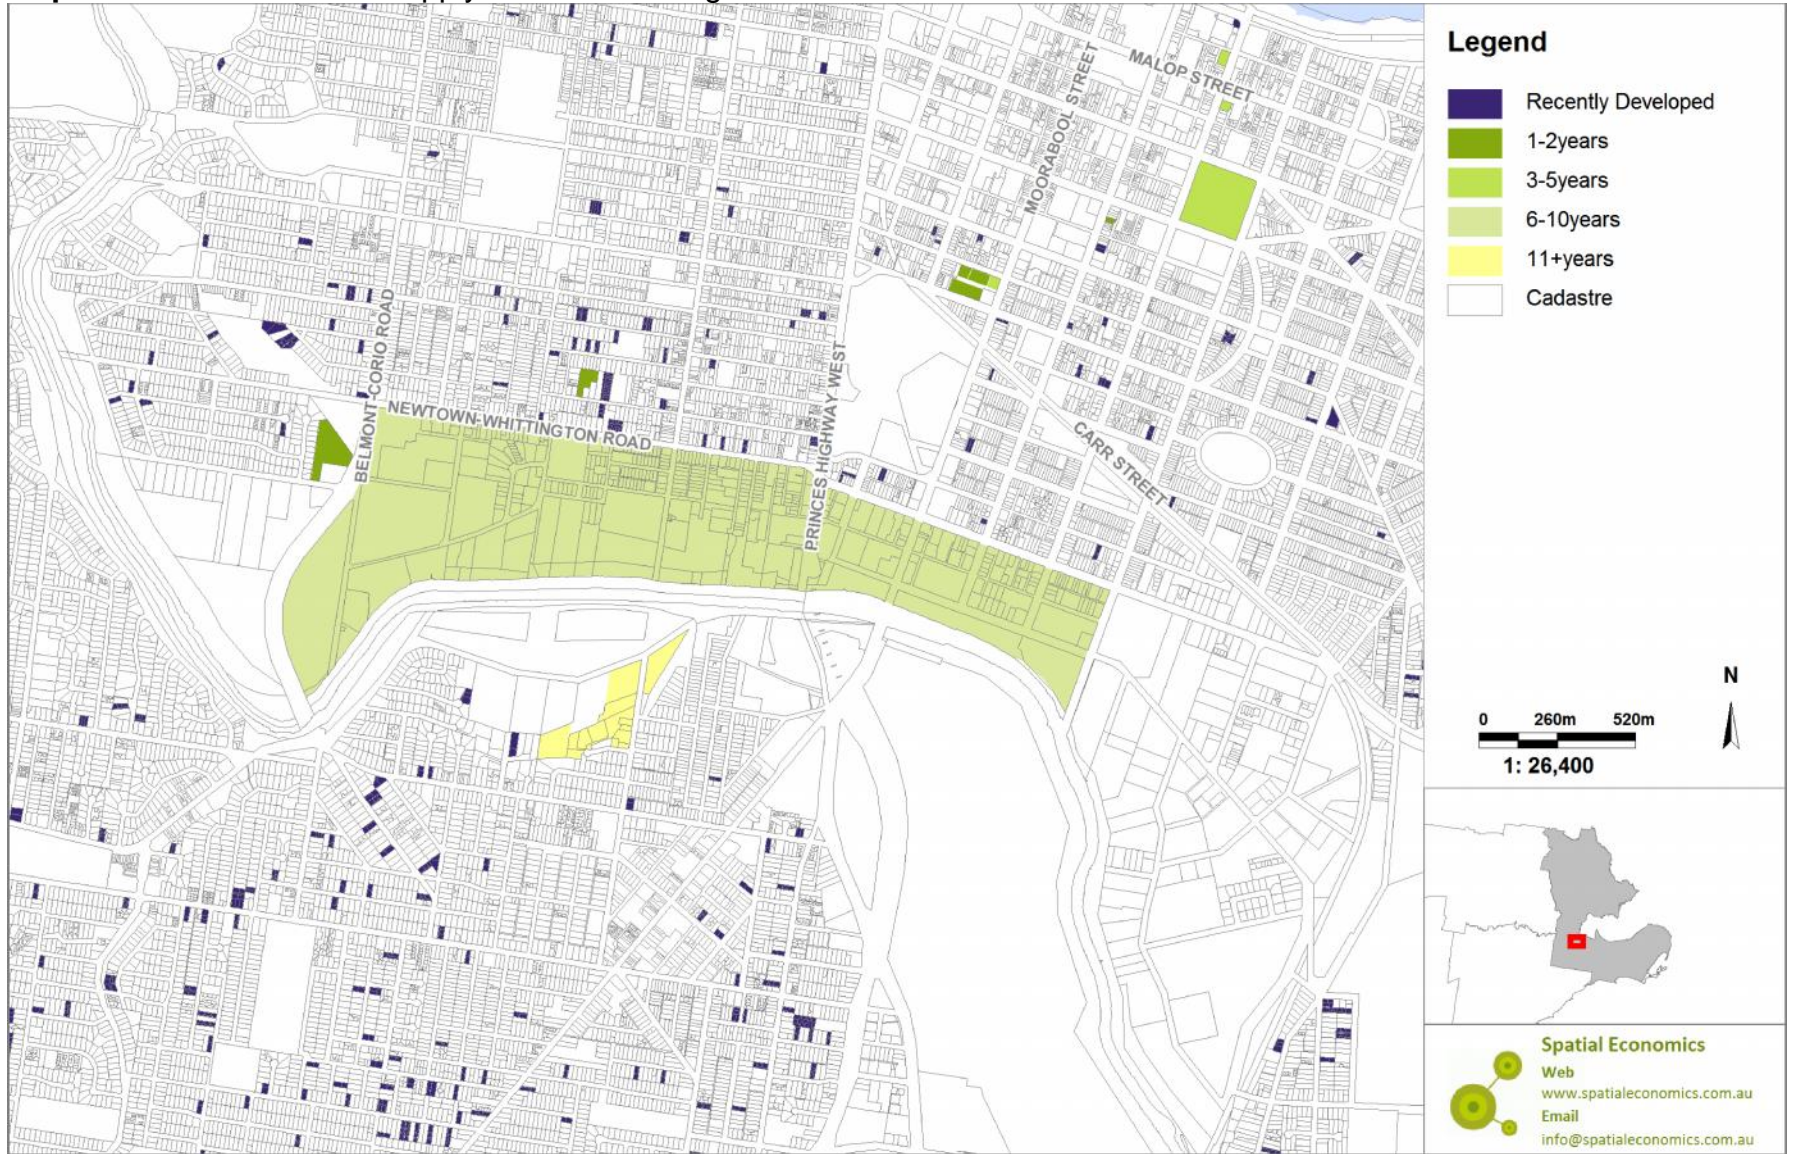 MALOP STREET
MOORABOOL STREET
BELMONT-CORIO ROAD
NEWTOWN-WHITTINGTON ROAD
PRINCES HIGHWAY WEST
CARR STREET
Legend
Recently Developed
1-2years
3-5years
6-10years
11+years
Cadastre
N
0 260m 520m
1: 26,400
Spatial Economics
Web
www.spatialeconomics.com.au
Email
info@spatialeconomics.com.au